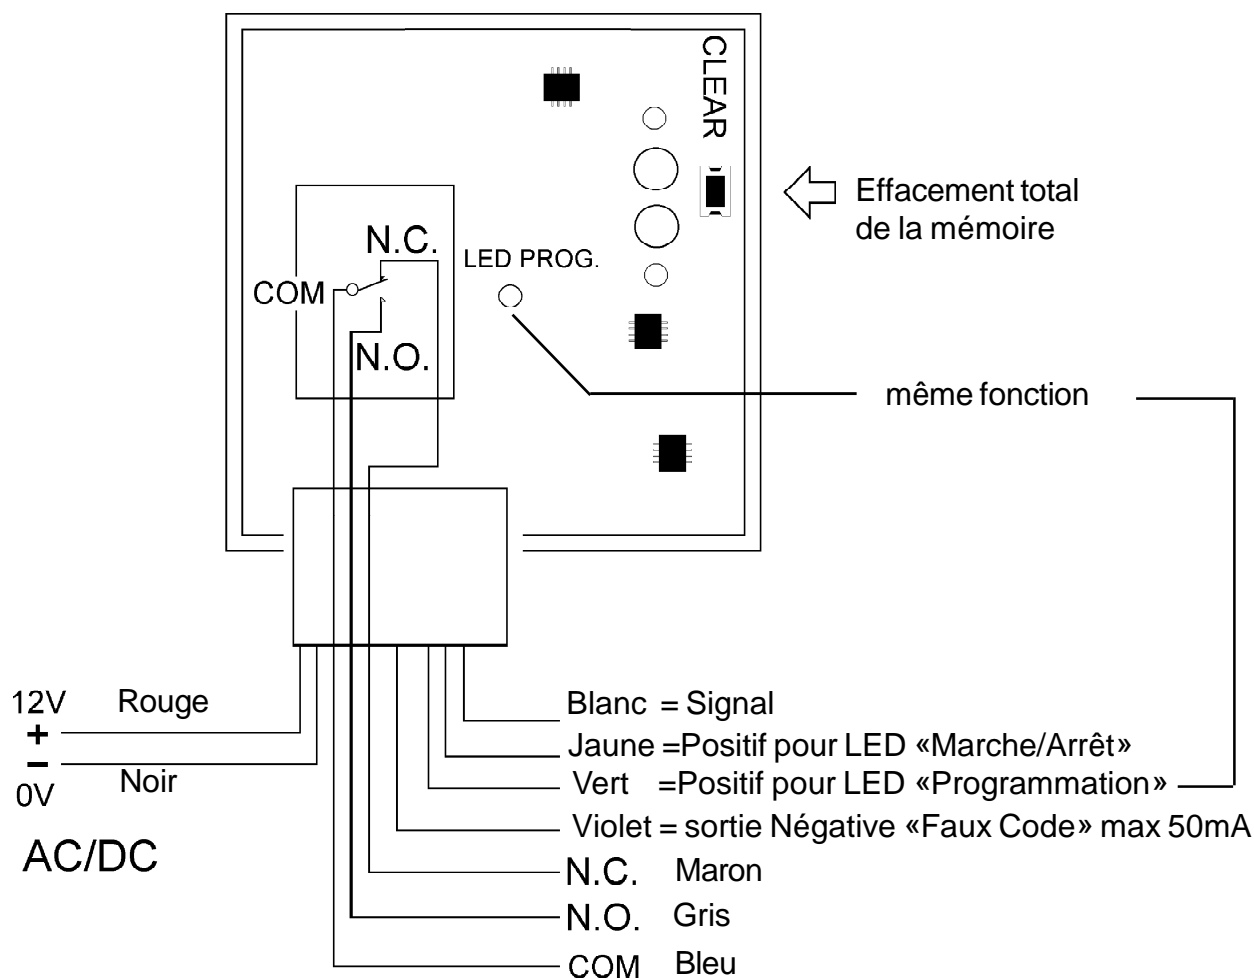 CLEAR
Effacement total
de la mémoire
N.C.
LED PROG.
COM
N.O.
même fonction
12V
Rouge
+
–
Noir
0V
AC/DC
Blanc = Signal
Jaune =Positif pour LED «Marche/Arrêt»
Vert =Positif pour LED «Programmation»
Violet = sortie Négative «Faux Code» max 50mA
N.C. Maron
N.O. Gris
COM Bleu